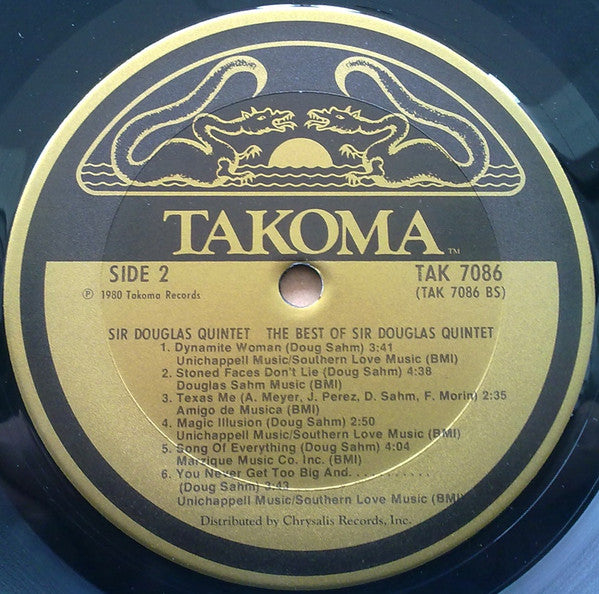 TAKOMA™
SIDE 2
TAK 7086
℗ 1980 Takoma Records
(TAK 7086 BS)
SIR DOUGLAS QUINTET THE BEST OF SIR DOUGLAS QUINTET
1. Dynamite Woman (Doug Sahm) 3:41
Unichappell Music/Southern Love Music (BMI)
2. Stoned Faces Don't Lie (Doug Sahm) 4:38
Douglas Sahm Music (BMI)
3. Texas Me (A. Meyer, J. Perez, D. Sahm, F. Morin) 2:35
Amigo de Musica (BMI)
4. Magic Illusion (Doug Sahm) 2:50
Unichappell Music/Southern Love Music (BMI)
5. Song Of Everything (Doug Sahm) 4:04
Marzique Music Co. Inc. (BMI)
6. You Never Get Too Big And. . . . . . . . . . . .
(Doug Sahm) 2:43
Unichappell Music/Southern Love Music (BMI)
Distributed by Chrysalis Records, Inc.